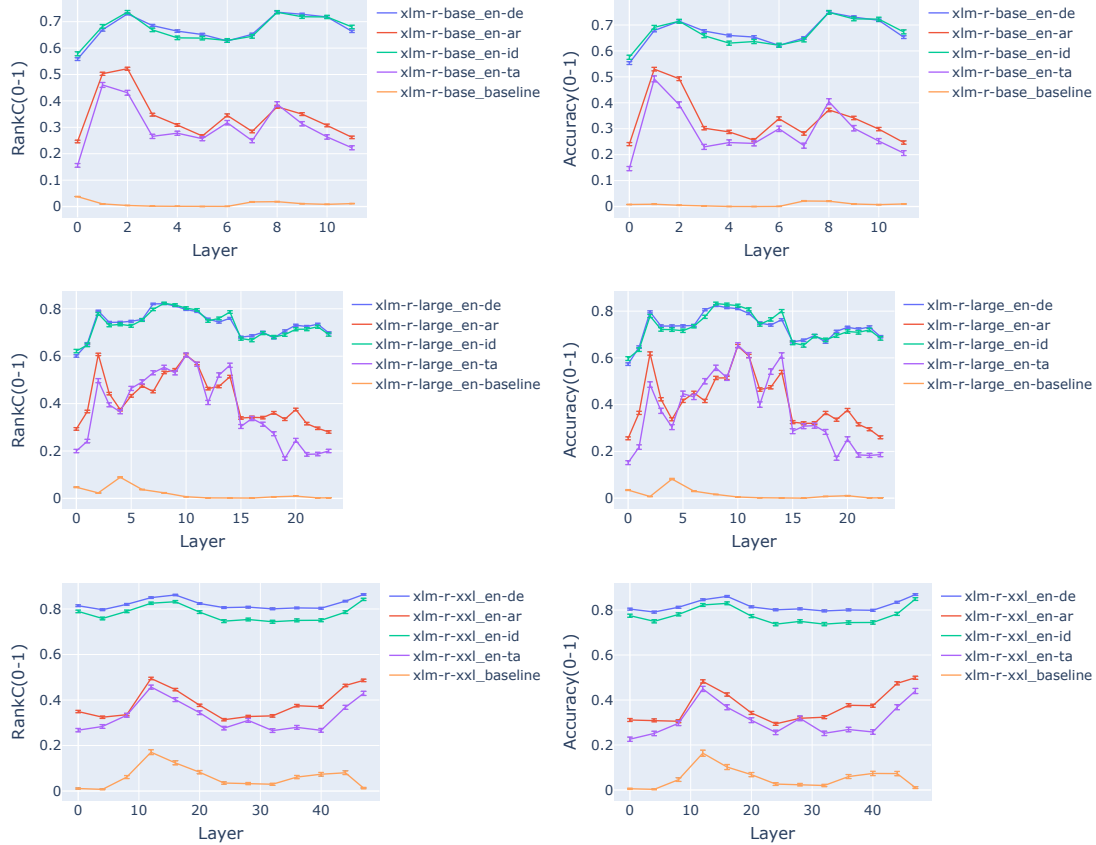 RankC(0-1)
0.7
0.6
0.5
0.4
0.3
0.2
0.1
0
0 2 4 6 8 10
Layer
xlm-r-base_en-de
xlm-r-base_en-ar
xlm-r-base_en-id
xlm-r-base_en-ta
xlm-r-base_baseline
Accuracy(0-1)
0.7
0.6
0.5
0.4
0.3
0.2
0.1
0
0 2 4 6 8 10
Layer
xlm-r-base_en-de
xlm-r-base_en-ar
xlm-r-base_en-id
xlm-r-base_en-ta
xlm-r-base_baseline
RankC(0-1)
0.8
0.6
0.4
0.2
0
0 5 10 15 20
Layer
xlm-r-large_en-de
xlm-r-large_en-ar
xlm-r-large_en-id
xlm-r-large_en-ta
xlm-r-large_en-baseline
Accuracy(0-1)
0.8
0.6
0.4
0.2
0
0 5 10 15 20
Layer
xlm-r-large_en-de
xlm-r-large_en-ar
xlm-r-large_en-id
xlm-r-large_en-ta
xlm-r-large_en-baseline
RankC(0-1)
0.8
0.6
0.4
0.2
0
0 10 20 30 40
Layer
xlm-r-xxl_en-de
xlm-r-xxl_en-ar
xlm-r-xxl_en-id
xlm-r-xxl_en-ta
xlm-r-xxl_baseline
Accuracy(0-1)
0.8
0.6
0.4
0.2
0
0 10 20 30 40
Layer
xlm-r-xxl_en-de
xlm-r-xxl_en-ar
xlm-r-xxl_en-id
xlm-r-xxl_en-ta
xlm-r-xxl_baseline